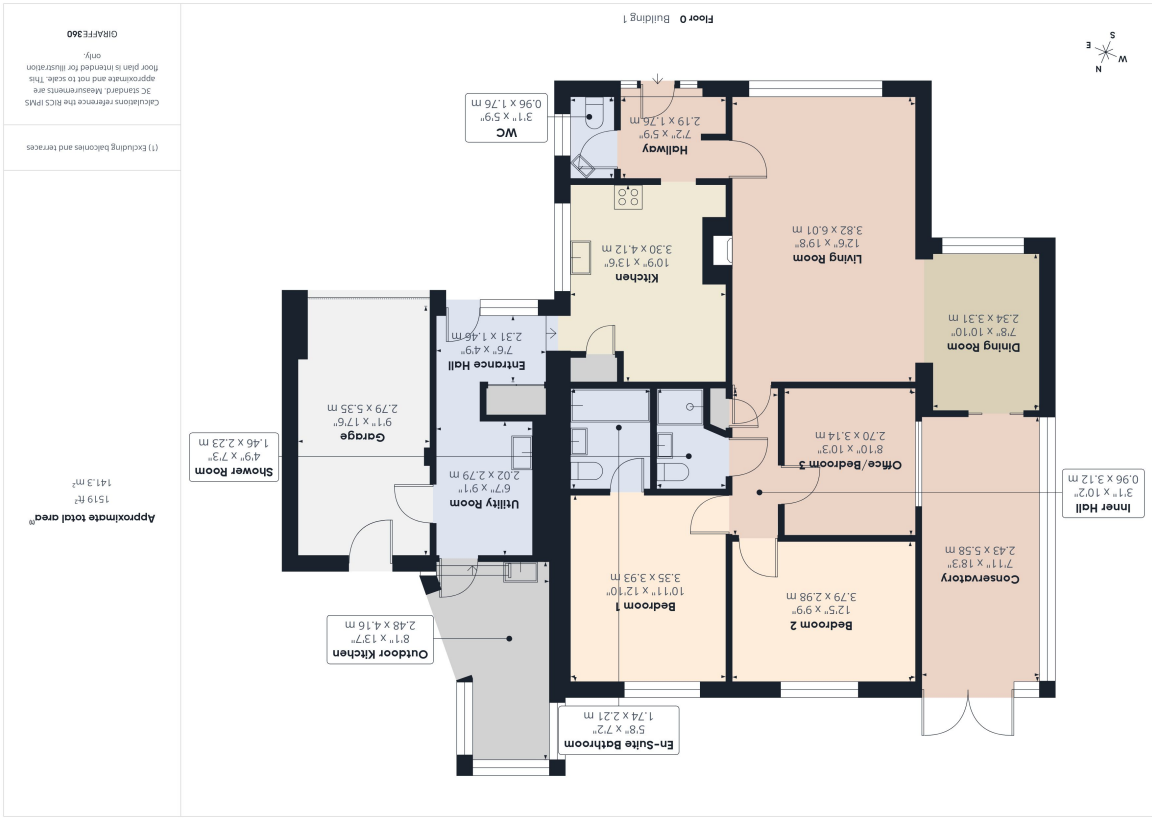 Approximate total area⁽¹⁾
1519 ft²
141.3 m²
(1) Excluding balconies and terraces
Calculations reference the RICS IPMS
3C standard. Measurements are
approximate and not to scale. This
floor plan is intended for illustration
only.
GIRAFFE360
Floor 0 Building 1
En-Suite Bathroom
5'8" x 7'2"
1.74 x 2.21 m
Outdoor Kitchen
8'1" x 13'7"
2.48 x 4.16 m
Bedroom 1
10'11" x 12'10"
3.35 x 3.93 m
Bedroom 2
12'5" x 9'9"
3.79 x 2.98 m
Conservatory
7'11" x 18'3"
2.43 x 5.58 m
Inner Hall
3'1" x 10'2"
0.96 x 3.12 m
Utility Room
6'7" x 9'1"
2.02 x 2.79 m
Shower Room
4'9" x 7'3"
1.46 x 2.23 m
Office/Bedroom 3
8'10" x 10'3"
2.70 x 3.14 m
Garage
9'1" x 17'6"
2.79 x 5.35 m
Entrance Hall
7'6" x 4'9"
2.31 x 1.46 m
Dining Room
7'8" x 10'10"
2.34 x 3.31 m
Kitchen
10'9" x 13'6"
3.30 x 4.12 m
Living Room
12'6" x 19'8"
3.82 x 6.01 m
Hallway
7'2" x 5'9"
2.19 x 1.76 m
WC
3'1" x 5'9"
0.96 x 1.76 m
N
E
W
S